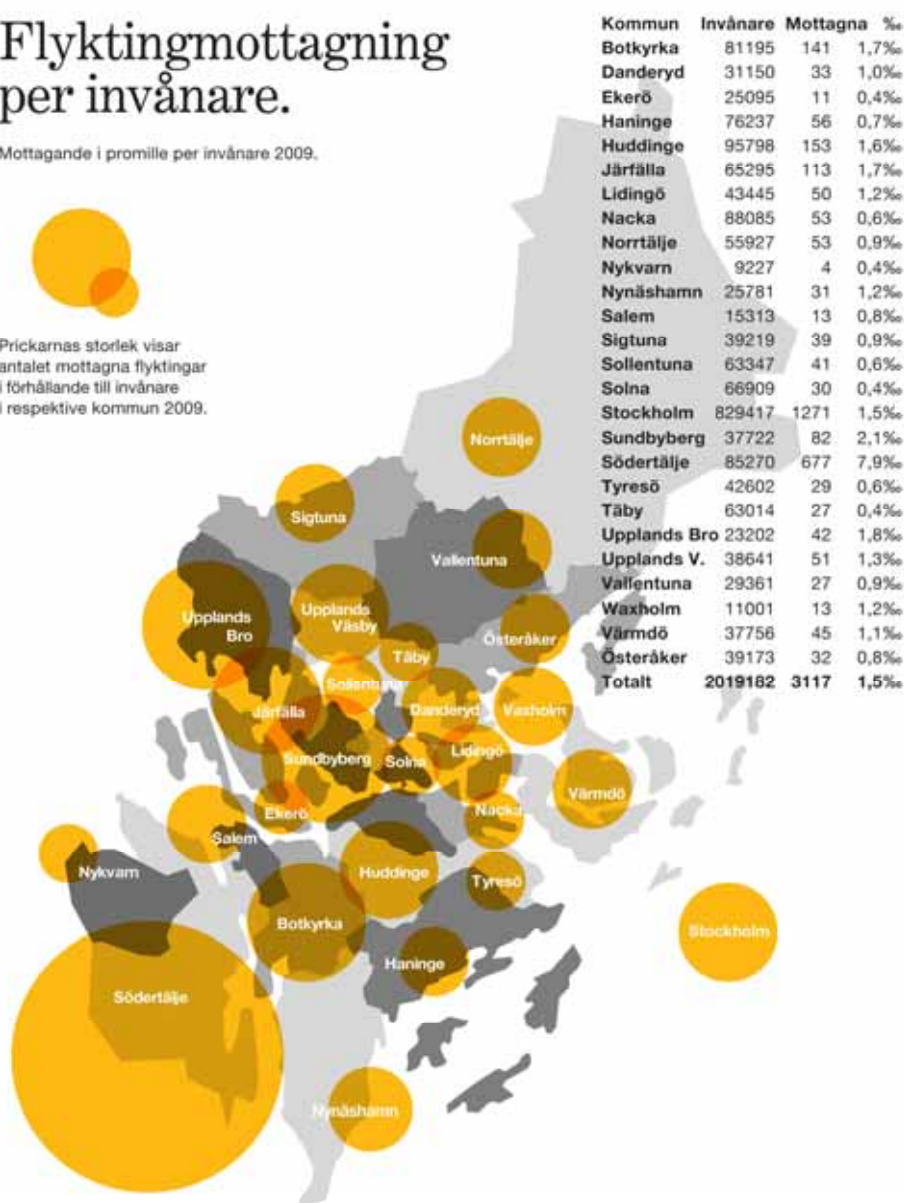 Flyktingmottagning
per invånare.
Mottagande i promille per invånare 2009.
Prickarnas storlek visar
antalet mottagna flyktingar
i förhållande till invånare
i respektive kommun 2009.
Kommun Invånare Mottagna ‰
Botkyrka 81195 141 1,7‰
Danderyd 31150 33 1,0‰
Ekerö 25095 11 0,4‰
Haninge 76237 56 0,7‰
Huddinge 95798 153 1,6‰
Järfälla 65295 113 1,7‰
Lidingö 43445 50 1,2‰
Nacka 88085 53 0,6‰
Norrtälje 55927 53 0,9‰
Nykvarn 9227 4 0,4‰
Nynäshamn 25781 31 1,2‰
Salem 15313 13 0,8‰
Sigtuna 39219 39 0,9‰
Sollentuna 63347 41 0,6‰
Solna 66909 30 0,4‰
Stockholm 829417 1271 1,5‰
Sundbyberg 37722 82 2,1‰
Södertälje 85270 677 7,9‰
Tyresö 42602 29 0,6‰
Täby 63014 27 0,4‰
Upplands Bro 23202 42 1,8‰
Upplands V. 38641 51 1,3‰
Vallentuna 29361 27 0,9‰
Waxholm 11001 13 1,2‰
Värmdö 37756 45 1,1‰
Österåker 39173 32 0,8‰
Totalt 2019182 3117 1,5‰
Norrtälje
Sigtuna
Vallentuna
Upplands
Bro
Upplands
Väsby
Österåker
Täby
Sollentuna
Järfälla
Danderyd
Vaxholm
Sundbyberg
Solna
Lidingö
Värmdö
Ekerö
Nacka
Salem
Nykvarn
Huddinge
Tyresö
Botkyrka
Stockholm
Haninge
Södertälje
Nynäshamn